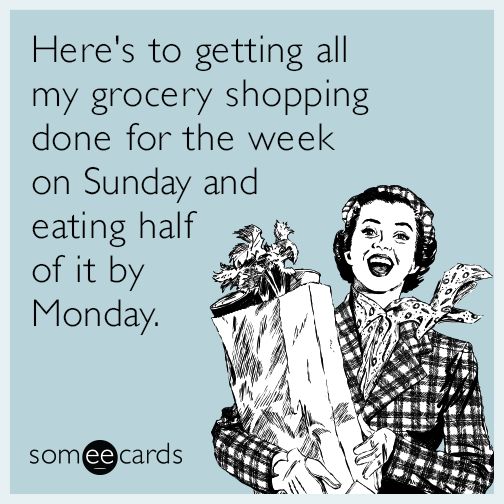 Here's to getting all
my grocery shopping
done for the week
on Sunday and
eating half
of it by
Monday.
someecards